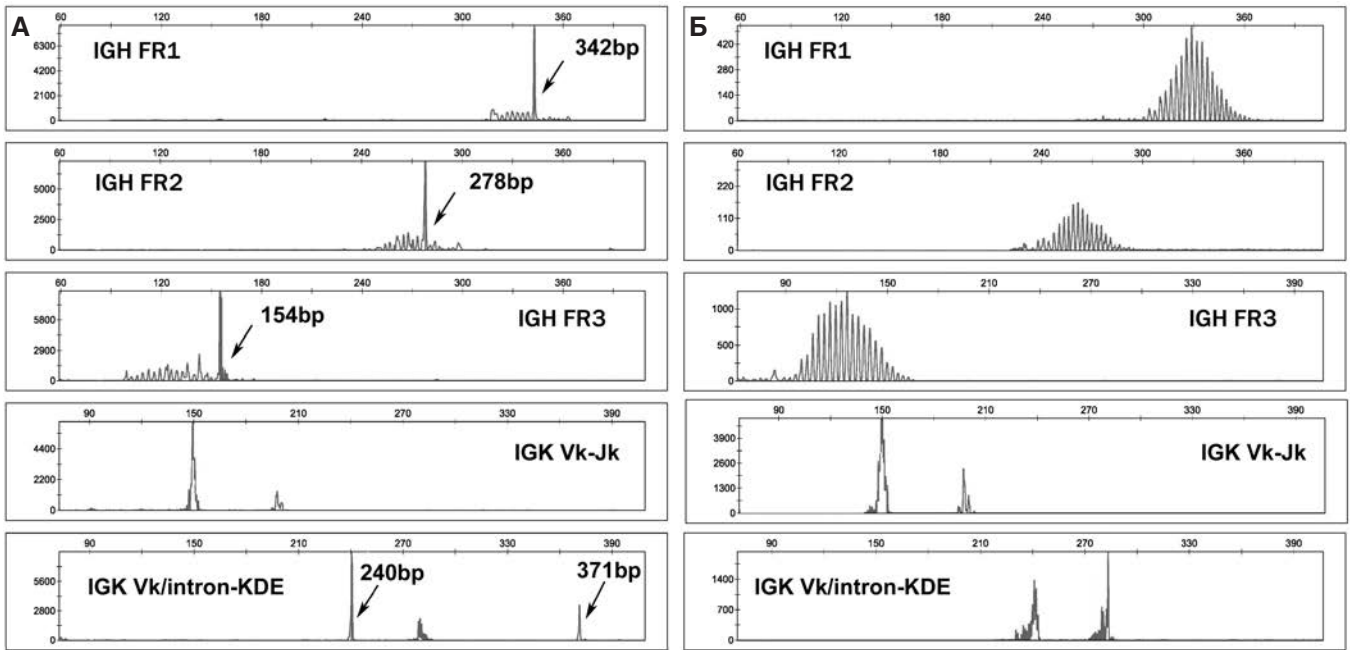 А
60 120 180 240 300 360
6300
4200
2100
0
IGH FR1
342bp
60 120 180 240 300 360
5000
2500
0
IGH FR2
278bp
60 120 180 240 300 360
5800
2900
0
IGH FR3
154bp
90 150 210 270 330 390
4400
2200
0
IGK Vk-Jk
90 150 210 270 330 390
5600
2800
0
IGK Vk/intron-KDE
240bp
371bp
Б
60 120 180 240 300 360
420
280
140
0
IGH FR1
60 120 180 240 300 360
220
110
0
IGH FR2
90 150 210 270 330 390
1000
500
0
IGH FR3
90 150 210 270 330 390
3900
2600
1300
0
IGK Vk-Jk
90 150 210 270 330 390
1400
700
0
IGK Vk/intron-KDE